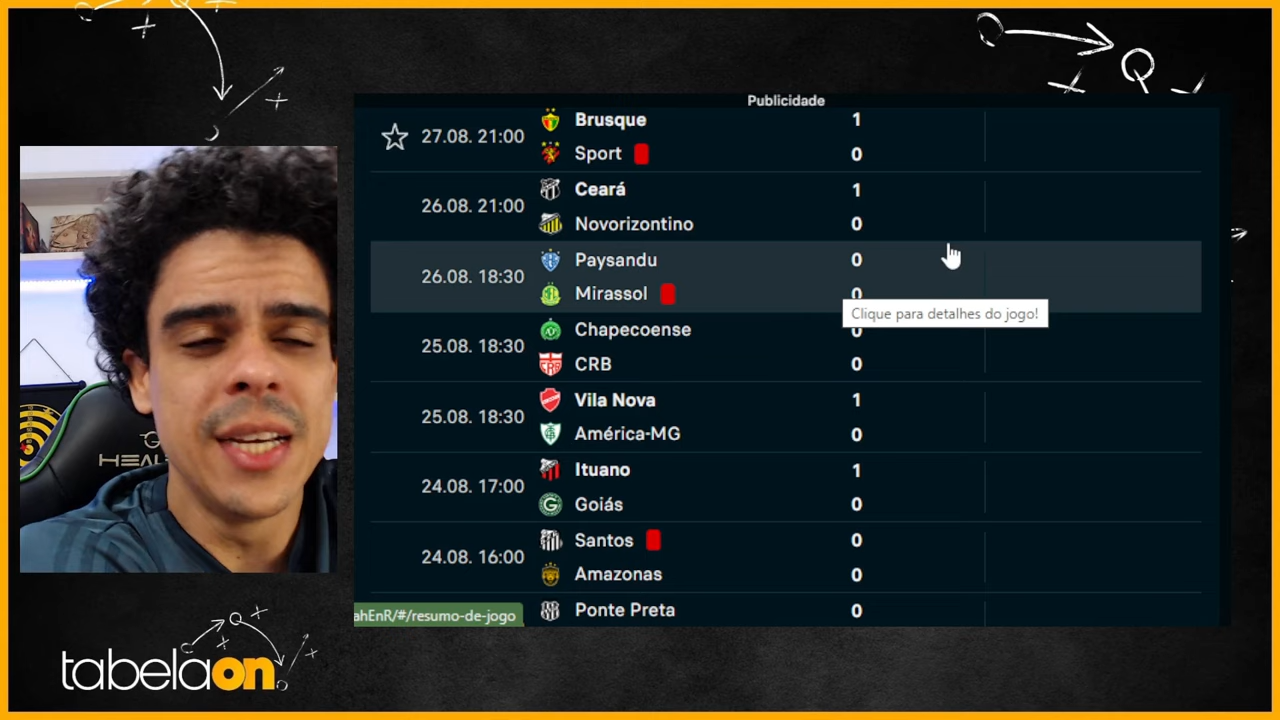 Publicidade
27.08. 21:00
Brusque 1
Sport 0
26.08. 21:00
Ceará 1
Novorizontino 0
26.08. 18:30
Paysandu 0
Mirassol 0
Clique para detalhes do jogo!
25.08. 18:30
Chapecoense 0
CRB 0
25.08. 18:30
Vila Nova 1
América-MG 0
24.08. 17:00
Ituano 1
Goiás 0
24.08. 16:00
Santos 0
Amazonas 0
Ponte Preta 0
ahEnR/#/resumo-de-jogo
tabelaon